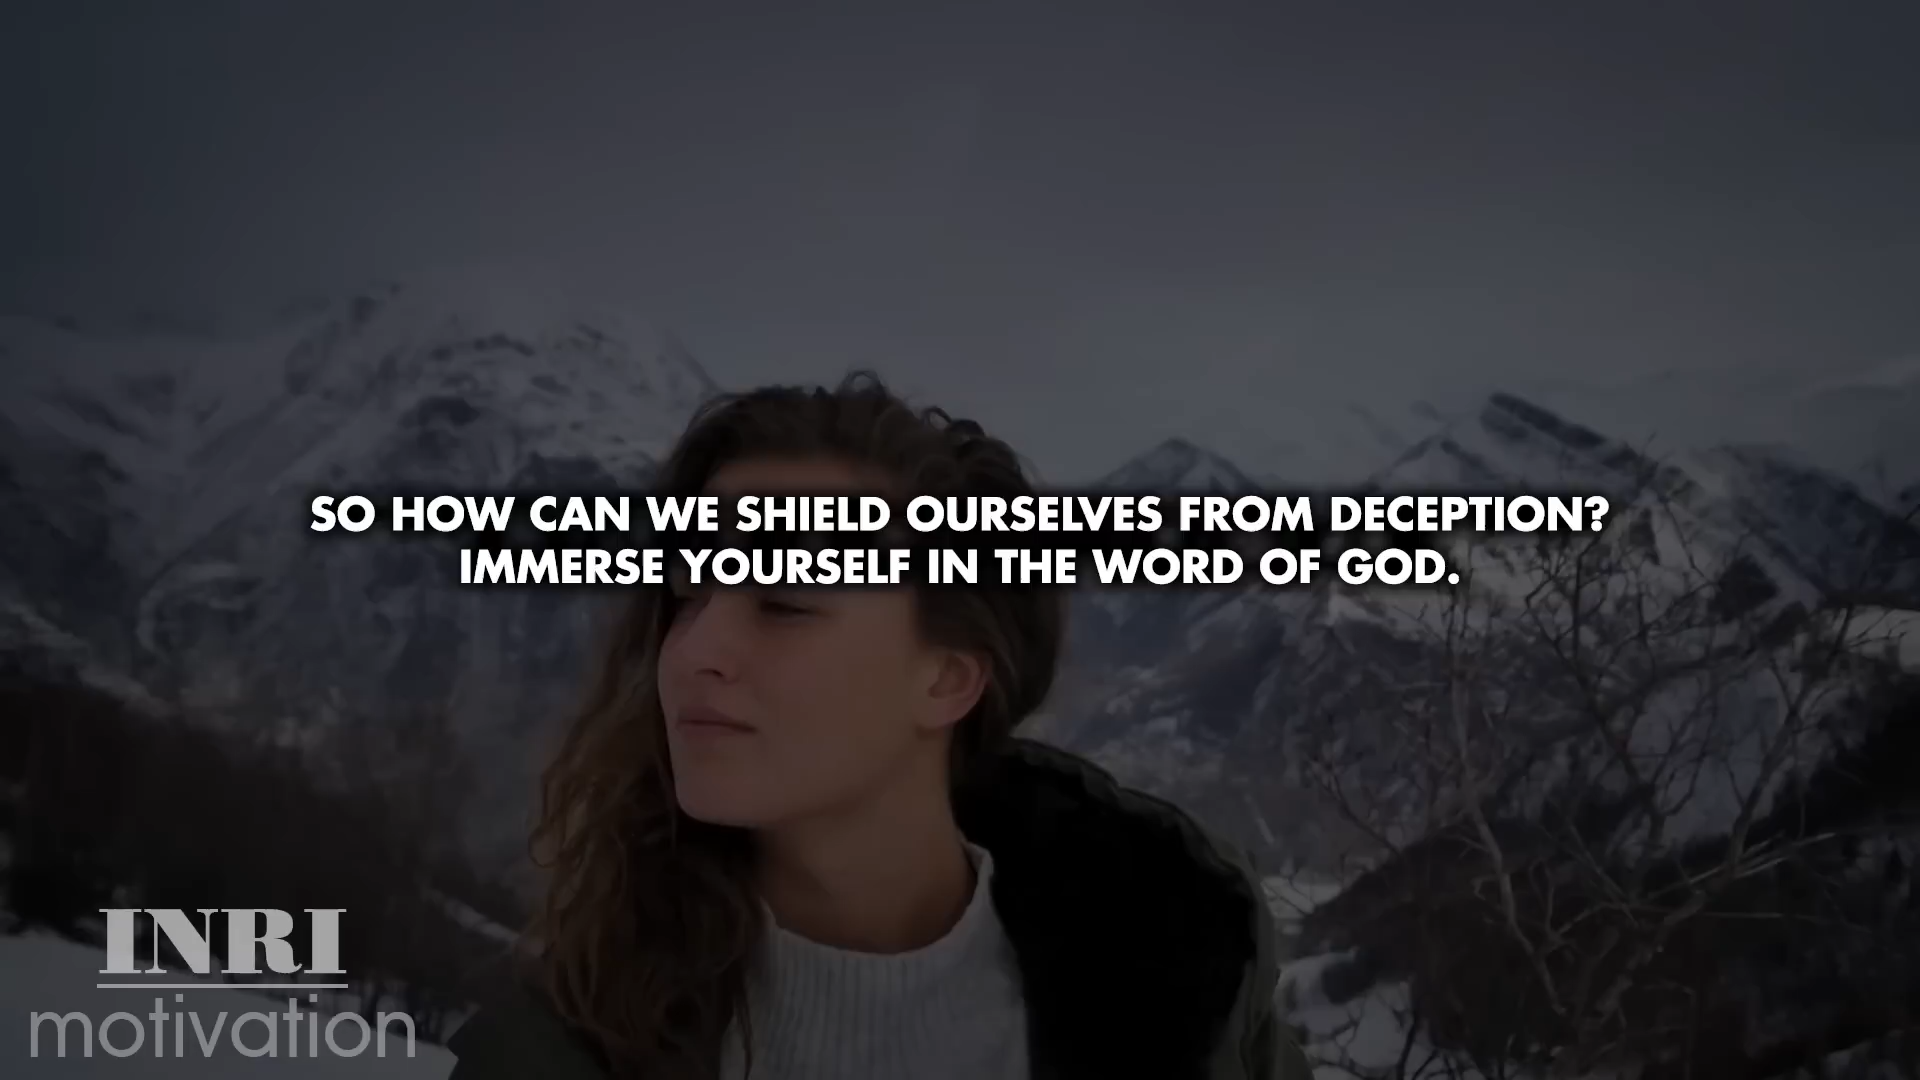 SO HOW CAN WE SHIELD OURSELVES FROM DECEPTION?
IMMERSE YOURSELF IN THE WORD OF GOD.
INRI
motivation